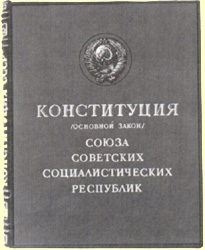 КОНСТИТУЦИЯ
/ОСНОВНОЙ ЗАКОН/
СОЮЗА
СОВЕТСКИХ
СОЦИАЛИСТИЧЕСКИХ
РЕСПУБЛИК